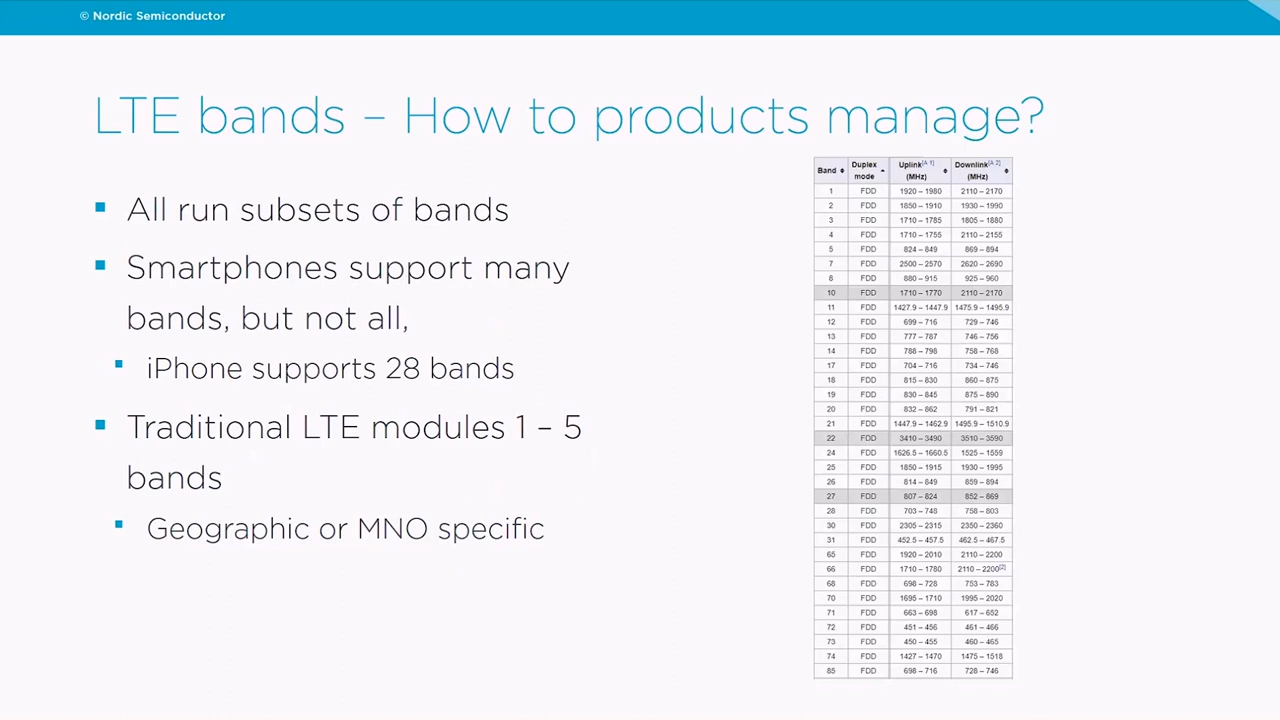 © Nordic Semiconductor
LTE bands – How to products manage?
All run subsets of bands
Smartphones support many
bands, but not all,
iPhone supports 28 bands
Traditional LTE modules 1 – 5
bands
Geographic or MNO specific
Band Duplex mode Uplink[A 1] (MHz) Downlink[A 2] (MHz)
1 FDD 1920 – 1980 2110 – 2170
2 FDD 1850 – 1910 1930 – 1990
3 FDD 1710 – 1785 1805 – 1880
4 FDD 1710 – 1755 2110 – 2155
5 FDD 824 – 849 869 – 894
7 FDD 2500 – 2570 2620 – 2690
8 FDD 880 – 915 925 – 960
10 FDD 1710 – 1770 2110 – 2170
11 FDD 1427.9 – 1447.9 1475.9 – 1495.9
12 FDD 699 – 716 729 – 746
13 FDD 777 – 787 746 – 756
14 FDD 788 – 798 758 – 768
17 FDD 704 – 716 734 – 746
18 FDD 815 – 830 860 – 875
19 FDD 830 – 845 875 – 890
20 FDD 832 – 862 791 – 821
21 FDD 1447.9 – 1462.9 1495.9 – 1510.9
22 FDD 3410 – 3490 3510 – 3590
24 FDD 1626.5 – 1660.5 1525 – 1559
25 FDD 1850 – 1915 1930 – 1995
26 FDD 814 – 849 859 – 894
27 FDD 807 – 824 852 – 869
28 FDD 703 – 748 758 – 803
30 FDD 2305 – 2315 2350 – 2360
31 FDD 452.5 – 457.5 462.5 – 467.5
65 FDD 1920 – 2010 2110 – 2200
66 FDD 1710 – 1780 2110 – 2200[2]
68 FDD 698 – 728 753 – 783
70 FDD 1695 – 1710 1995 – 2020
71 FDD 663 – 698 617 – 652
72 FDD 451 – 456 461 – 466
73 FDD 450 – 455 460 – 465
74 FDD 1427 – 1470 1475 – 1518
85 FDD 698 – 716 728 – 746